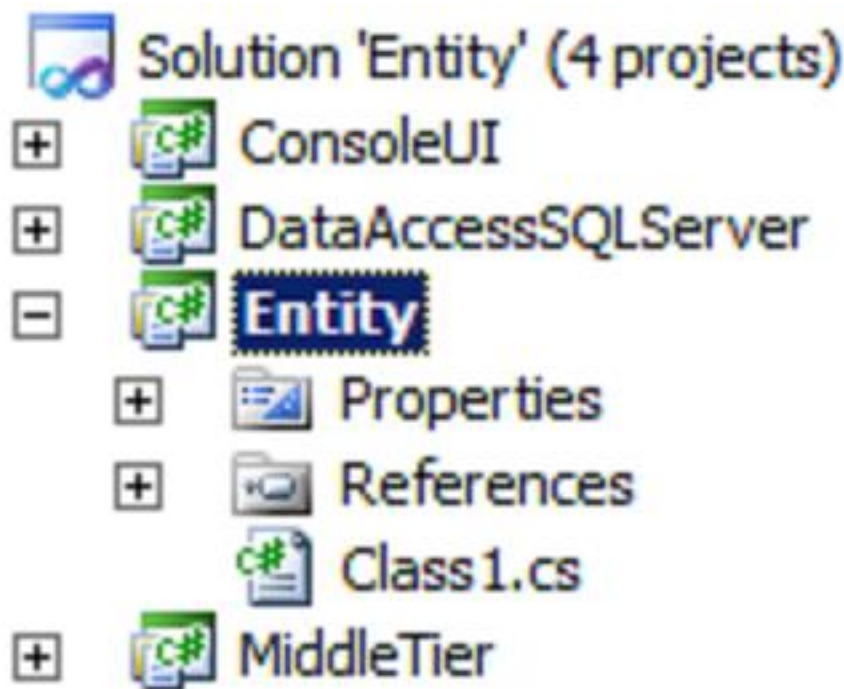 Solution 'Entity' (4 projects)
C# ConsoleUI
C# DataAccessSQLServer
C# Entity
Properties
References
C# Class1.cs
C# MiddleTier